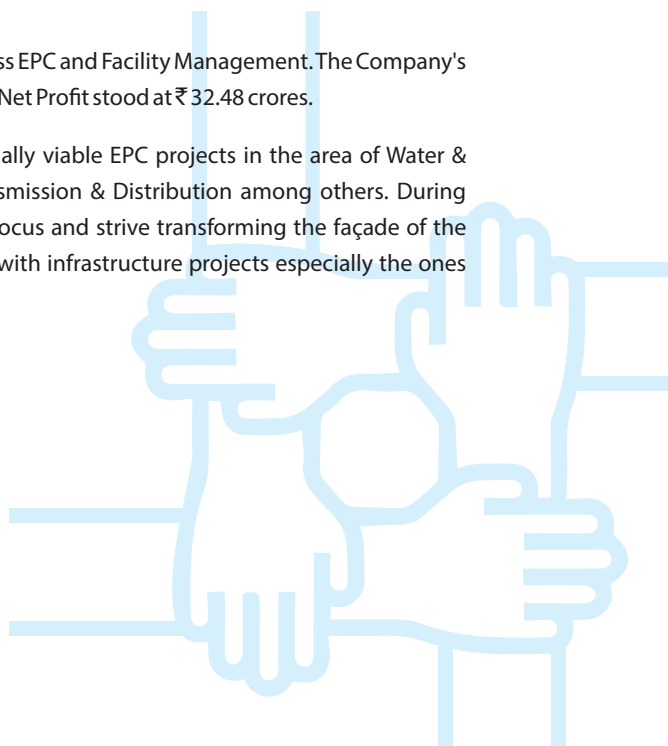 ss EPC and Facility Management. The Company's
Net Profit stood at ₹ 32.48 crores.
ally viable EPC projects in the area of Water &
smission & Distribution among others. During
ocus and strive transforming the façade of the
with infrastructure projects especially the ones